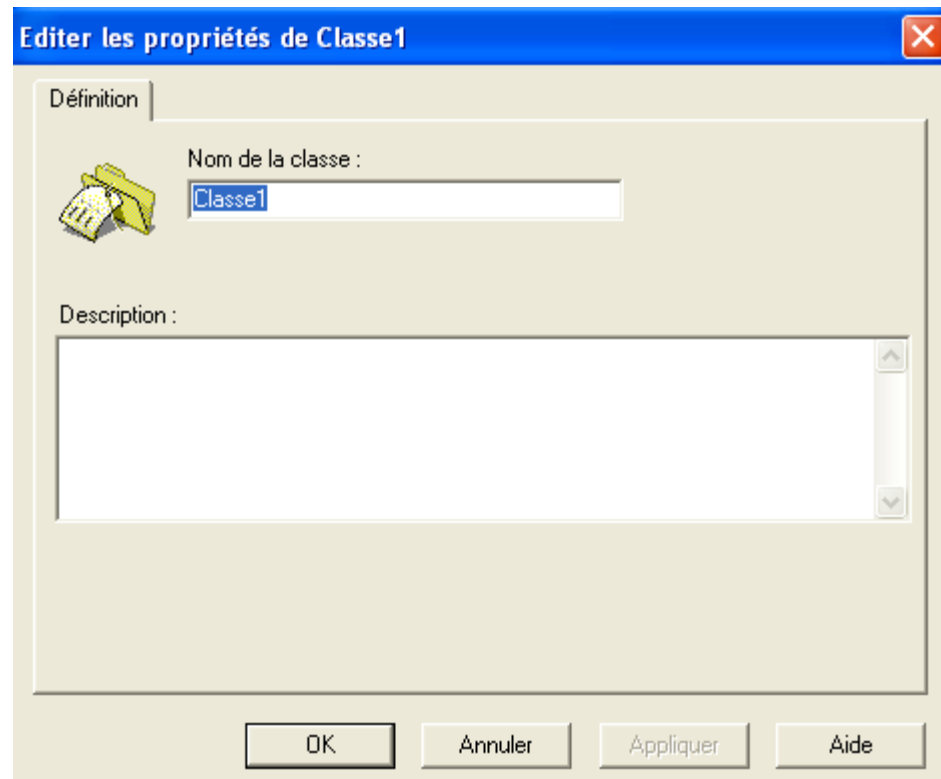 Editer les propriétés de Classe1
Définition
Nom de la classe :
Classe1
Description :
OK Annuler Appliquer Aide